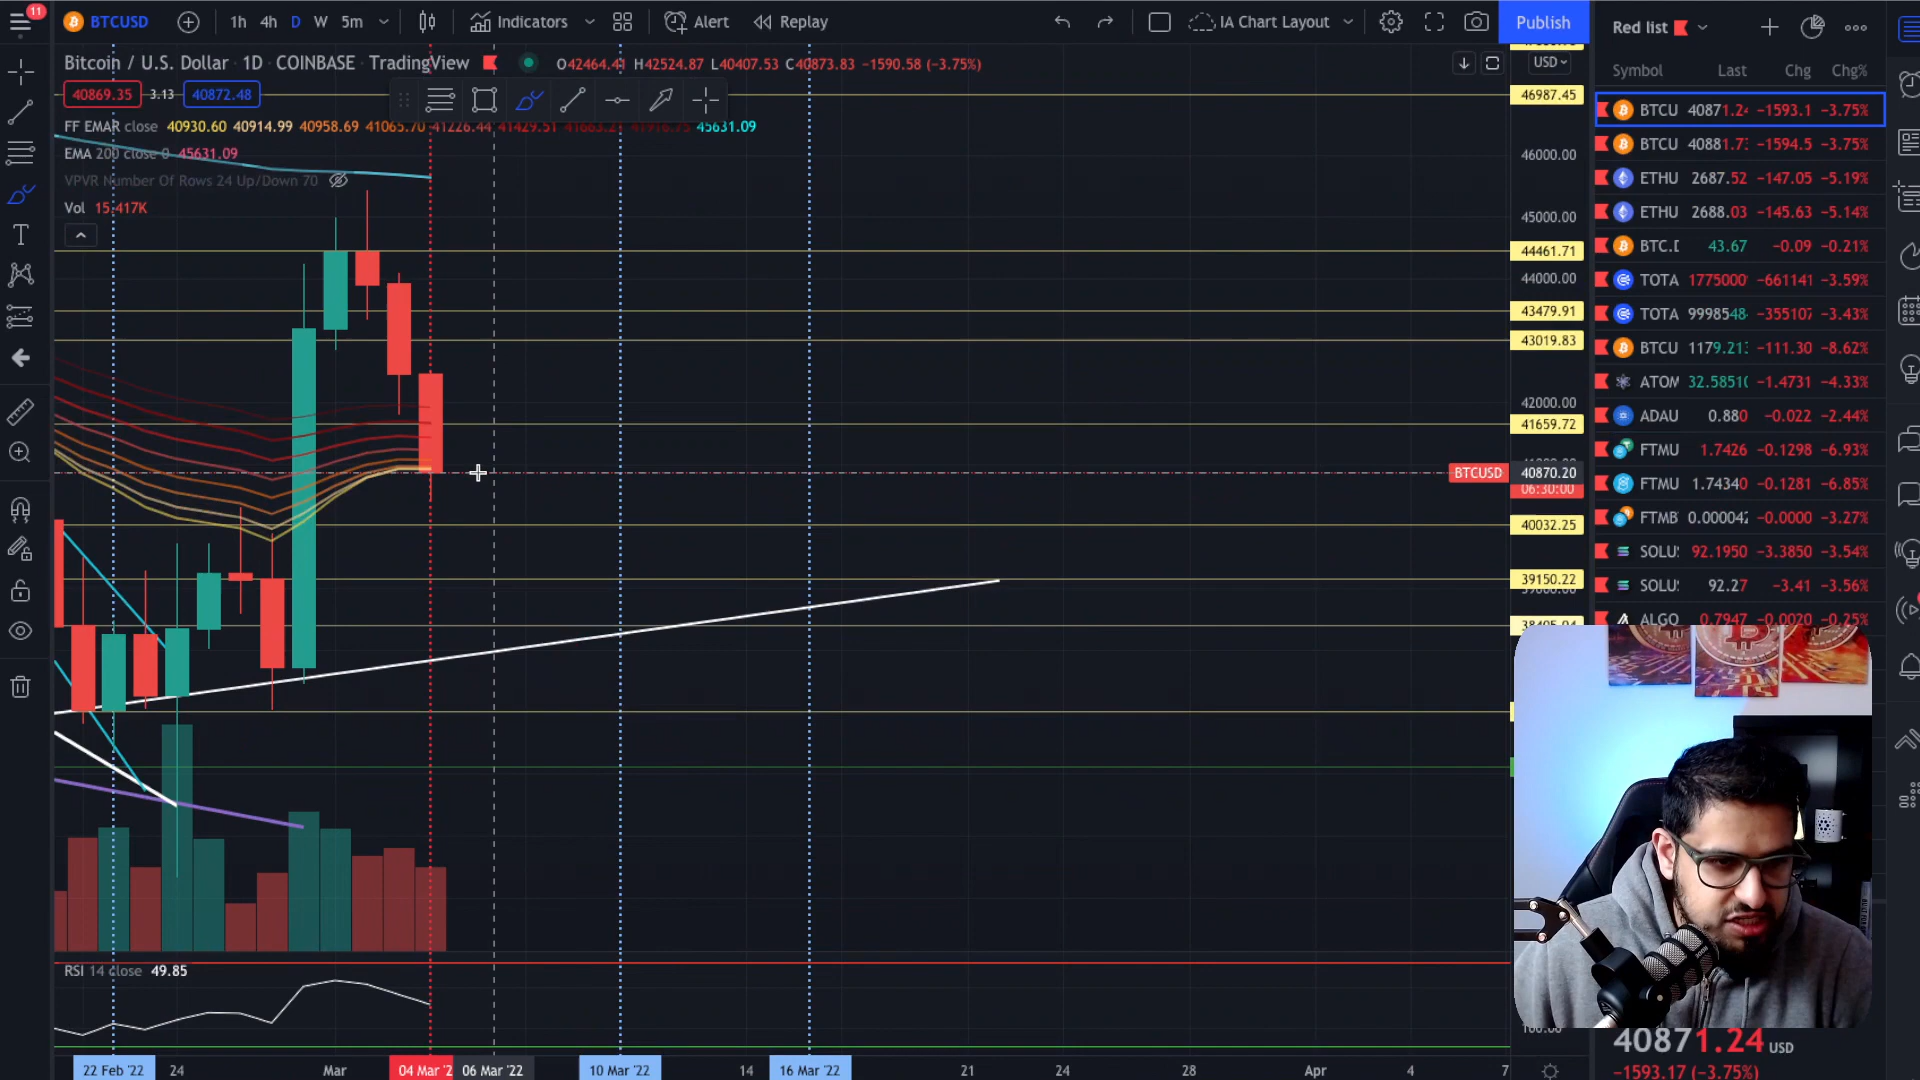 11
BTCUSD 1h 4h D W 5m Indicators Alert Replay IA Chart Layout Publish
Red list
Bitcoin / U.S. Dollar · 1D · COINBASE · TradingView O42464.41 H42524.87 L40407.53 C40873.83 −1590.58 (−3.75%)
USD
Symbol Last Chg Chg%
40869.35 3.13 40872.48
FF EMAR close 40930.60 40914.99 40958.69 41065.70 41226.44 41429.51 45631.09
EMA 200 close 0 45631.09
VPVR Number Of Rows 24 Up/Down 70
Vol 15.417K
46987.45
46000.00
45000.00
44461.71
44000.00
43479.91
43019.83
42000.00
41659.72
BTCUSD 40870.20
06:30:00
40032.25
39150.22
39000.00
BTCU 40871.24 −1593.1 −3.75%
BTCU 40881.73 −1594.5 −3.75%
ETHU 2687.52 −147.05 −5.19%
ETHU 2688.03 −145.63 −5.14%
BTC.D 43.67 −0.09 −0.21%
TOTA 1775000 −661141 −3.59%
TOTA 9998548 −355107 −3.43%
BTCU 1179.213 −111.30 −8.62%
ATOM 32.5851 −1.4731 −4.33%
ADAU 0.880 −0.022 −2.44%
FTMU 1.7426 −0.1298 −6.93%
FTMU 1.74340 −0.1281 −6.85%
FTMB 0.000042 −0.0000 −3.27%
SOLU 92.1950 −3.3850 −3.54%
SOLU 92.27 −3.41 −3.56%
ALGO 0.7947 −0.0020 −0.25%
RSI 14 close 49.85
100.00
22 Feb '22 24 Mar 04 Mar '2 06 Mar '22 10 Mar '22 14 16 Mar '22 21 24 28 Apr 4 7
40871.24 USD
−1593.17 (−3.75%)